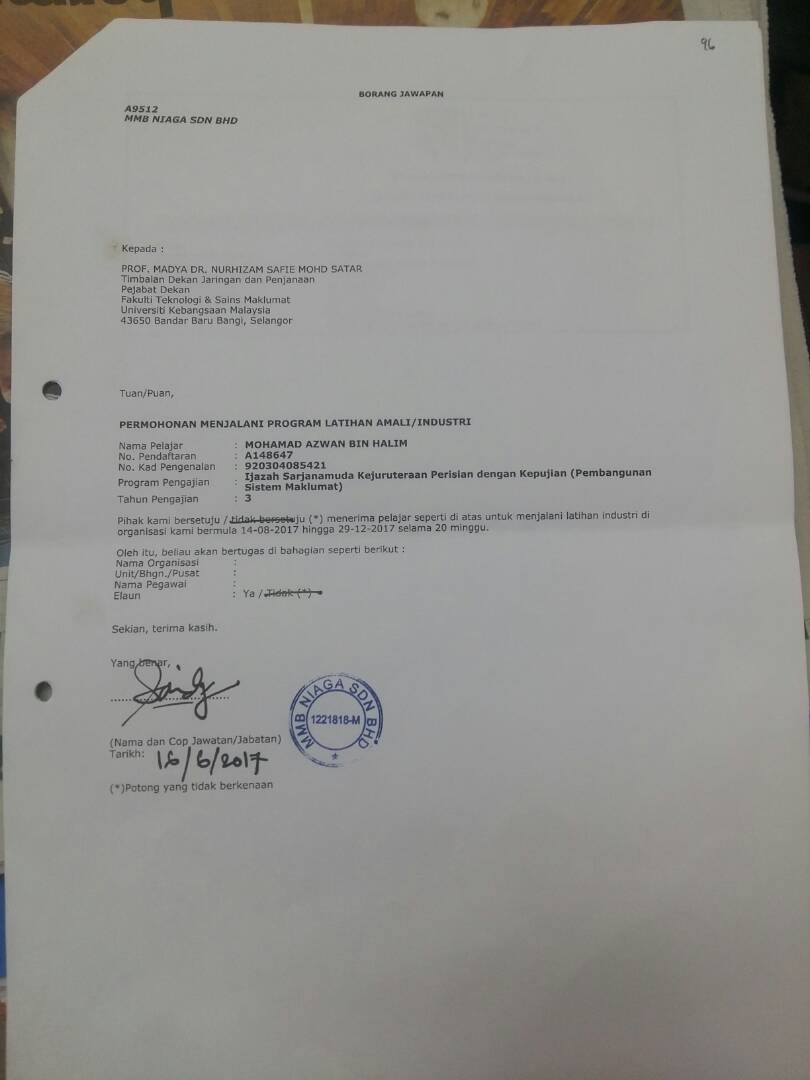 96
BORANG JAWAPAN
A9512
MMB NIAGA SDN BHD
Kepada :
PROF. MADYA DR. NURHIZAM SAFIE MOHD SATAR
Timbalan Dekan Jaringan dan Penjanaan
Pejabat Dekan
Fakulti Teknologi & Sains Maklumat
Universiti Kebangsaan Malaysia
43650 Bandar Baru Bangi, Selangor
Tuan/Puan,
PERMOHONAN MENJALANI PROGRAM LATIHAN AMALI/INDUSTRI
Nama Pelajar : MOHAMAD AZWAN BIN HALIM
No. Pendaftaran : A148647
No. Kad Pengenalan : 920304085421
Program Pengajian : Ijazah Sarjanamuda Kejuruteraan Perisian dengan Kepujian (Pembangunan
Sistem Maklumat)
Tahun Pengajian : 3
Pihak kami bersetuju / tidak bersetuju (*) menerima pelajar seperti di atas untuk menjalani latihan industri di
organisasi kami bermula 14-08-2017 hingga 29-12-2017 selama 20 minggu.
Oleh itu, beliau akan bertugas di bahagian seperti berikut :
Nama Organisasi :
Unit/Bhgn./Pusat :
Nama Pegawai :
Elaun : Ya / Tidak (*)
Sekian, terima kasih.
Yang benar,
MMB NIAGA SDN BHD
1221818-M
(Nama dan Cop Jawatan/Jabatan)
Tarikh: 16/6/2017
(*)Potong yang tidak berkenaan